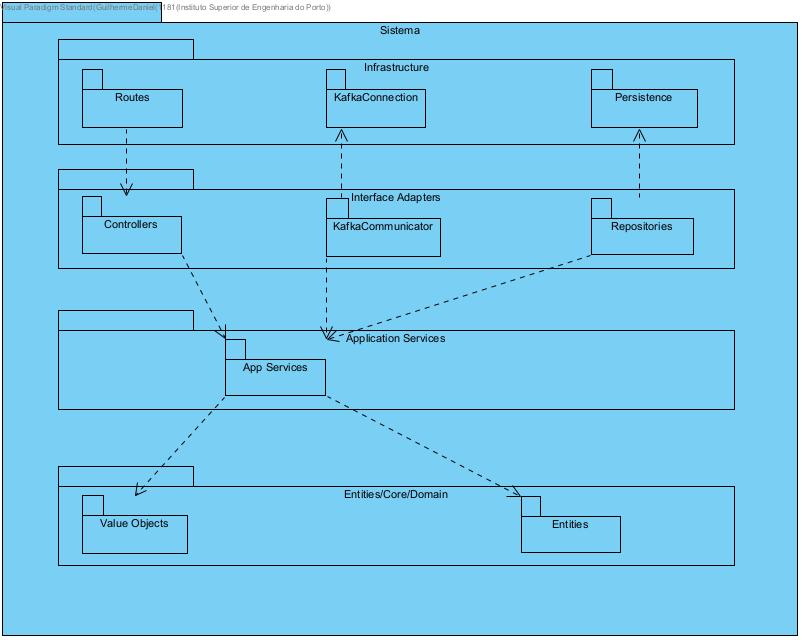 Visual Paradigm Standard(GuilhermeDaniel(1181(Instituto Superior de Engenharia do Porto))
Sistema
Infrastructure
Routes
KafkaConnection
Persistence
Interface Adapters
Controllers
KafkaCommunicator
Repositories
Application Services
App Services
Entities/Core/Domain
Value Objects
Entities